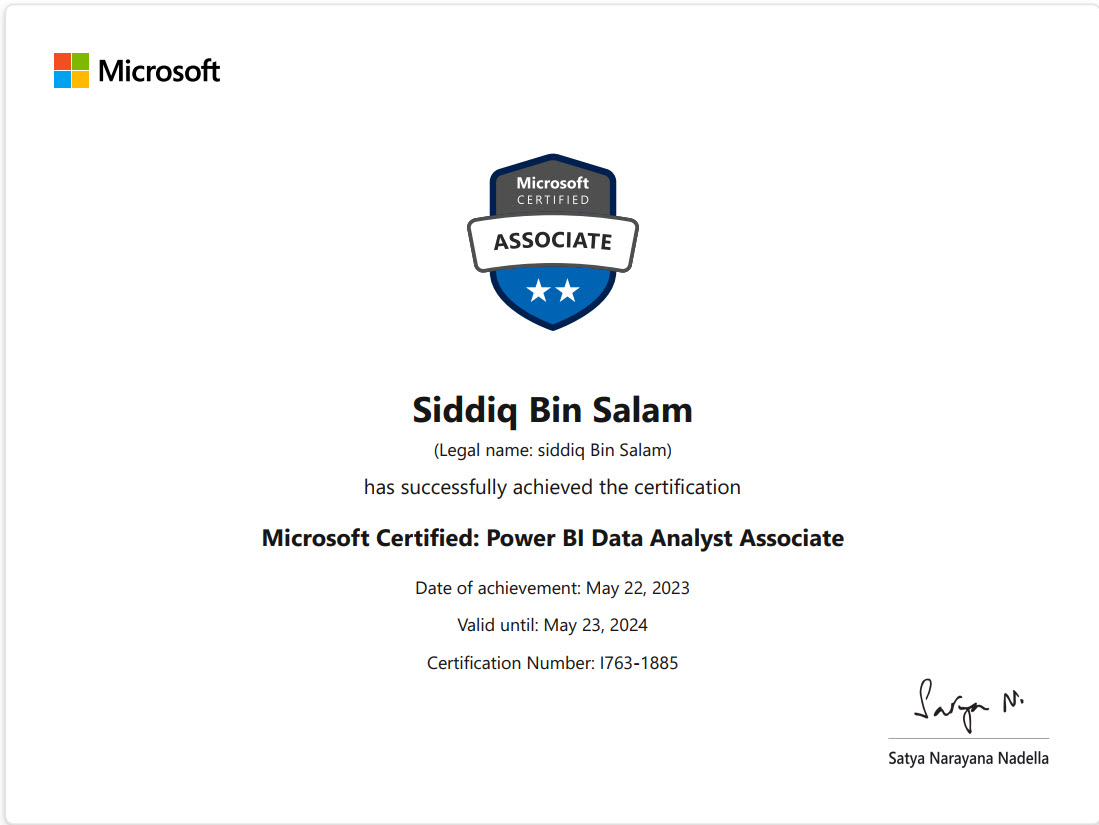 Microsoft
Microsoft
CERTIFIED
ASSOCIATE
Siddiq Bin Salam
(Legal name: siddiq Bin Salam)
has successfully achieved the certification
Microsoft Certified: Power BI Data Analyst Associate
Date of achievement: May 22, 2023
Valid until: May 23, 2024
Certification Number: I763-1885
Satya N.
Satya Narayana Nadella